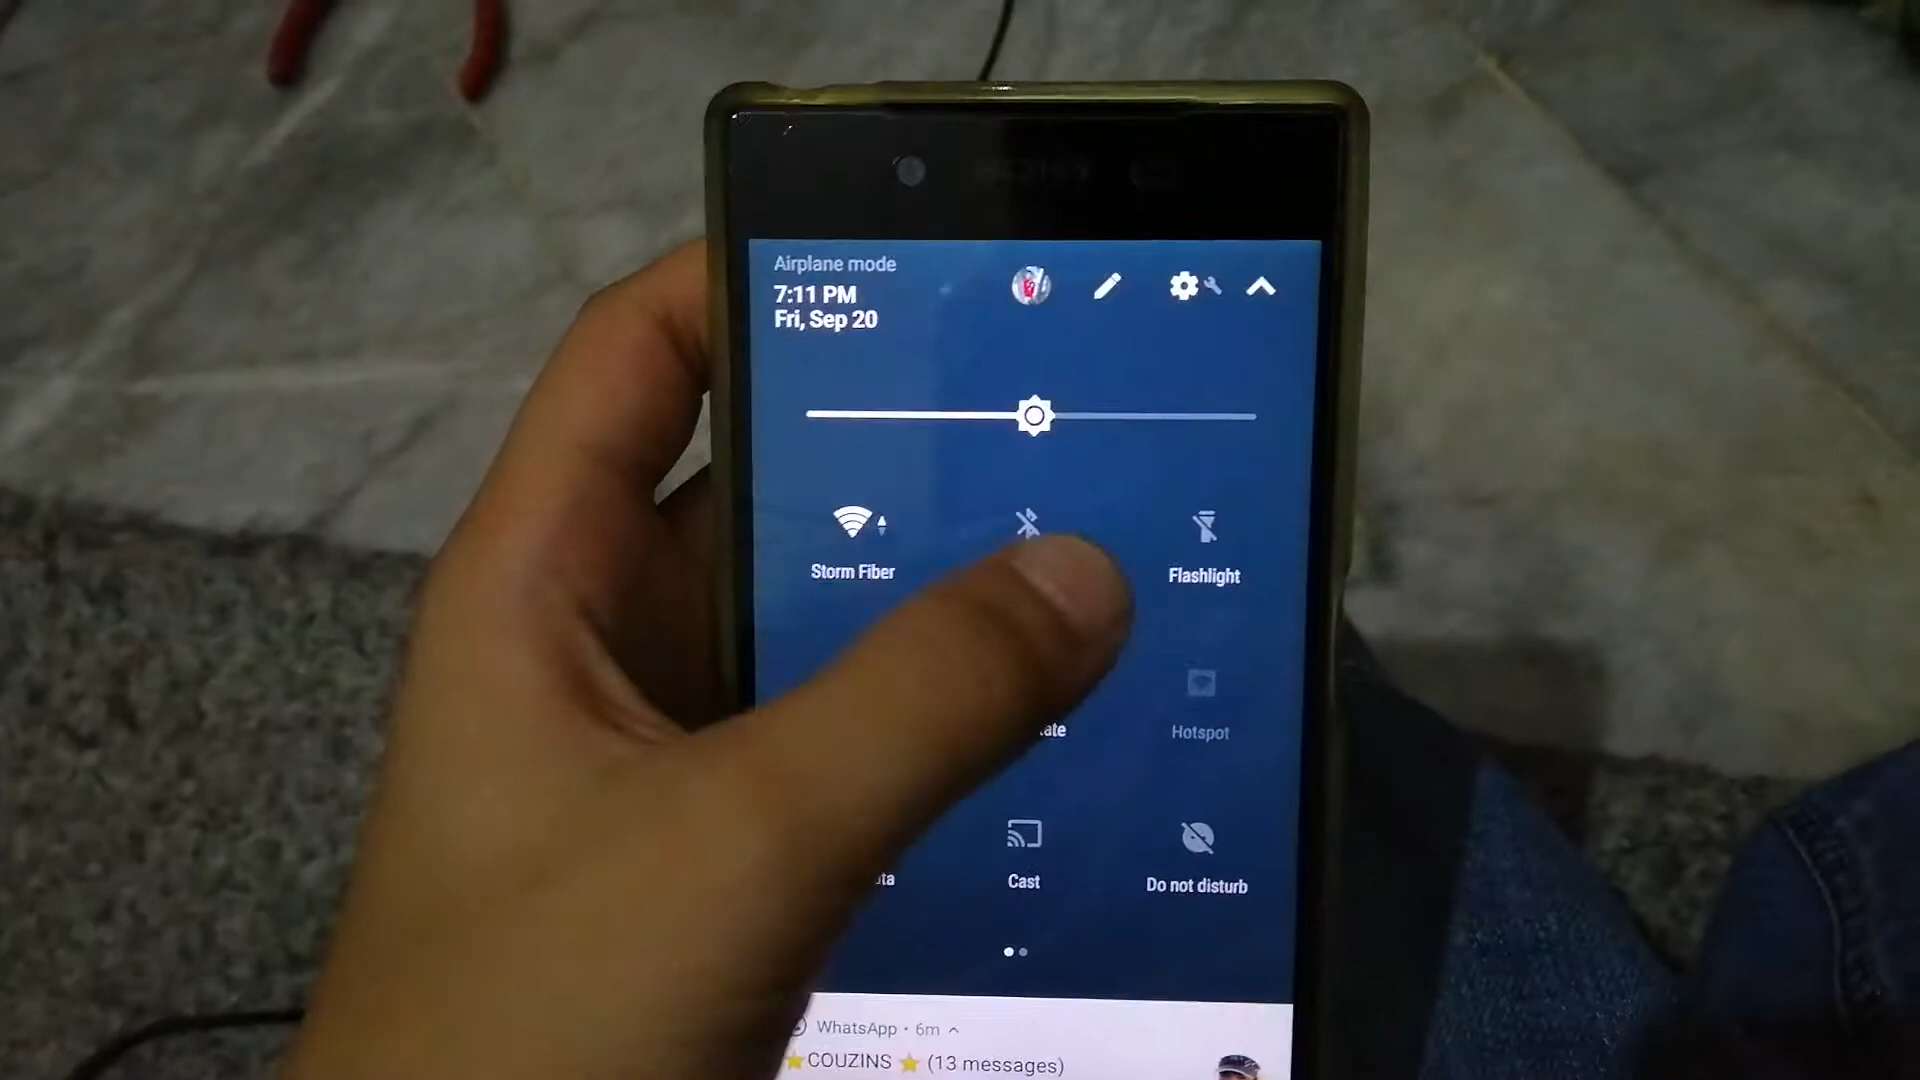 SONY
Airplane mode
7:11 PM
Fri, Sep 20
Storm Fiber
Flashlight
Hotspot
Cast
Do not disturb
WhatsApp • 6m
⭐COUZINS ⭐ (13 messages)